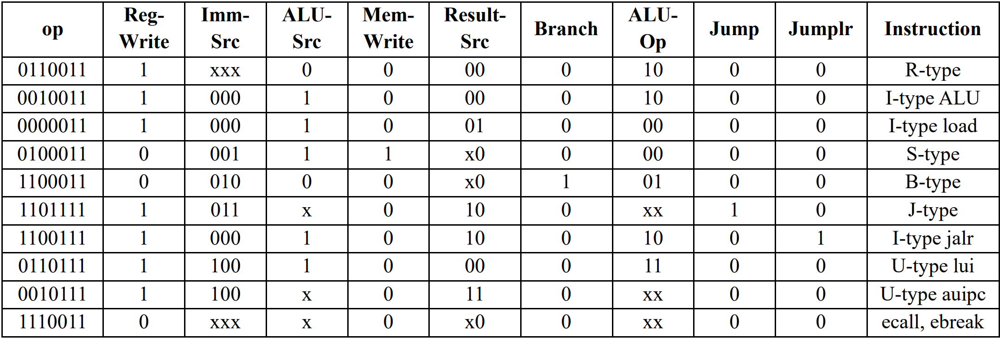 op Reg-Write Imm-Src ALU-Src Mem-Write Result-Src Branch ALU-Op Jump Jumplr Instruction
0110011 1 xxx 0 0 00 0 10 0 0 R-type
0010011 1 000 1 0 00 0 10 0 0 I-type ALU
0000011 1 000 1 0 01 0 00 0 0 I-type load
0100011 0 001 1 1 x0 0 00 0 0 S-type
1100011 0 010 0 0 x0 1 01 0 0 B-type
1101111 1 011 x 0 10 0 xx 1 0 J-type
1100111 1 000 1 0 10 0 10 0 1 I-type jalr
0110111 1 100 1 0 00 0 11 0 0 U-type lui
0010111 1 100 x 0 11 0 xx 0 0 U-type auipc
1110011 0 xxx x 0 x0 0 xx 0 0 ecall, ebreak